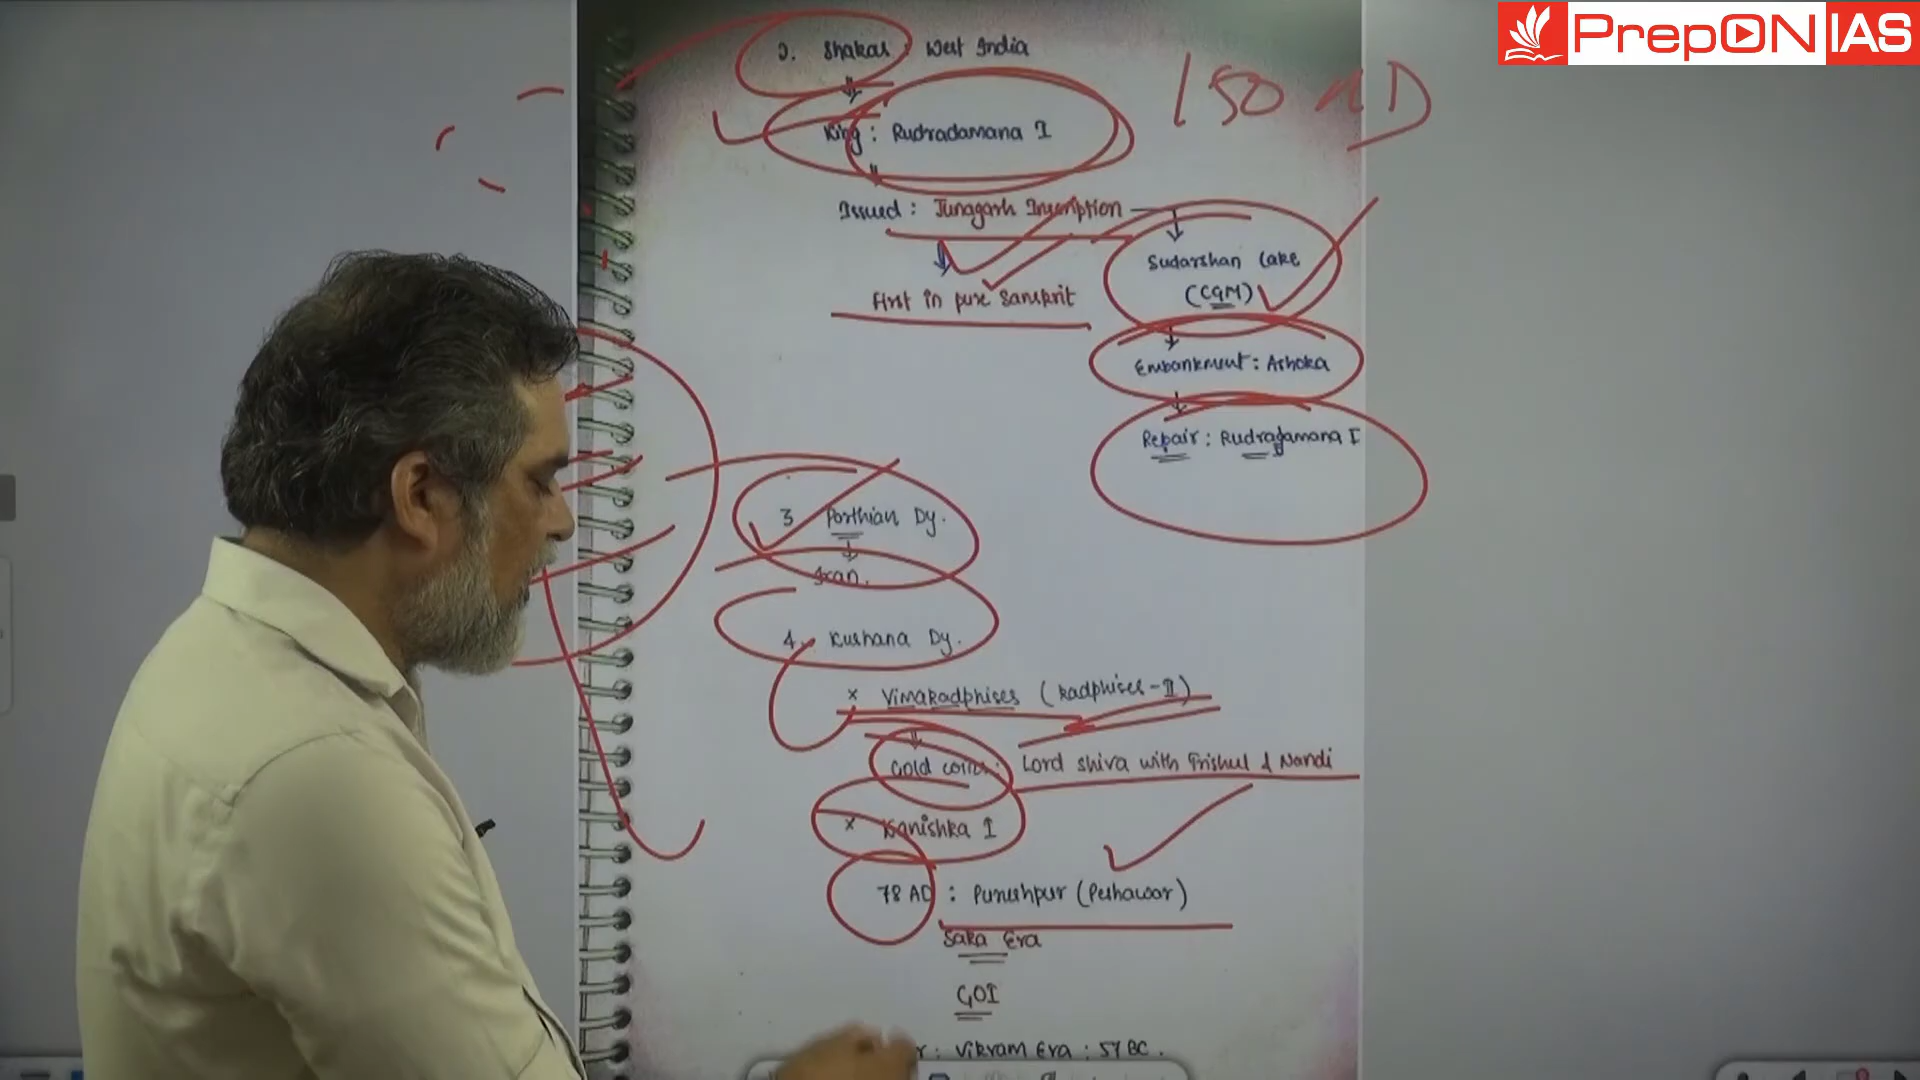 PrepON IAS
2. Shakas : West India
150 AD
King : Rudradamana I
Issued : Junagarh Inscription
Sudarshan Lake
(CGM)
First in pure Sanskrit
Embankment : Ashoka
Repair : Rudradamana I
3 Parthian Dy.
Iran.
4. Kushana Dy.
x Vimakadphises (Kadphises-II)
Gold coins : Lord Shiva with Trishul & Nandi
x Kanishka I
78 AD : Purushpur (Peshawar)
Saka Era
GOI
: Vikram Era : 57 BC.